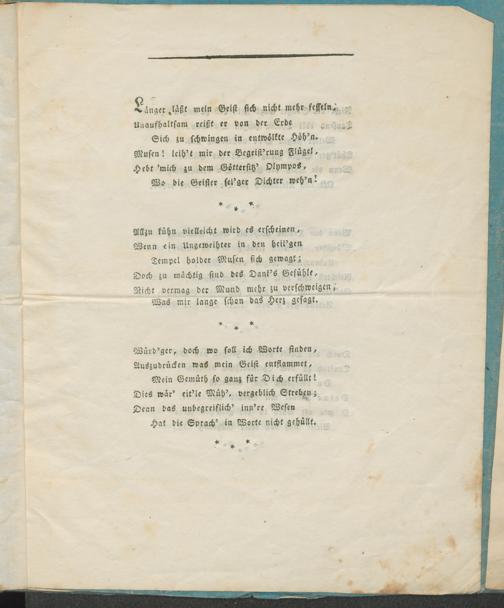 Länger läßt mein Geist sich nicht mehr fesseln,
Unaufhaltsam reißt er von der Erde
Sich zu schwingen in entwölkte Höh'n.
Musen! leih't mir der Begeist'rung Flügel,
Hebt 'mich zu dem Göttersitz' Olympos,
Wo die Geister sel'ger Dichter weh'n!
* * *
Allzu kühn vielleicht wird es erscheinen,
Wenn ein Ungeweihter in den heil'gen
Tempel holder Musen sich gewagt;
Doch zu mächtig sind des Dank's Gefühle,
Nicht vermag der Mund mehr zu verschweigen,
Was mir lange schon das Herz gesagt.
* * *
Würd'ger, doch wo soll ich Worte finden,
Auszudrücken was mein Geist entflammet,
Mein Gemüth so ganz für Dich erfüllt!
Dies wär' eit'le Müh', vergeblich Streben;
Denn das unbegreiflich' inn're Wesen
Hat die Sprach' in Worte nicht gehüllt.
* * *